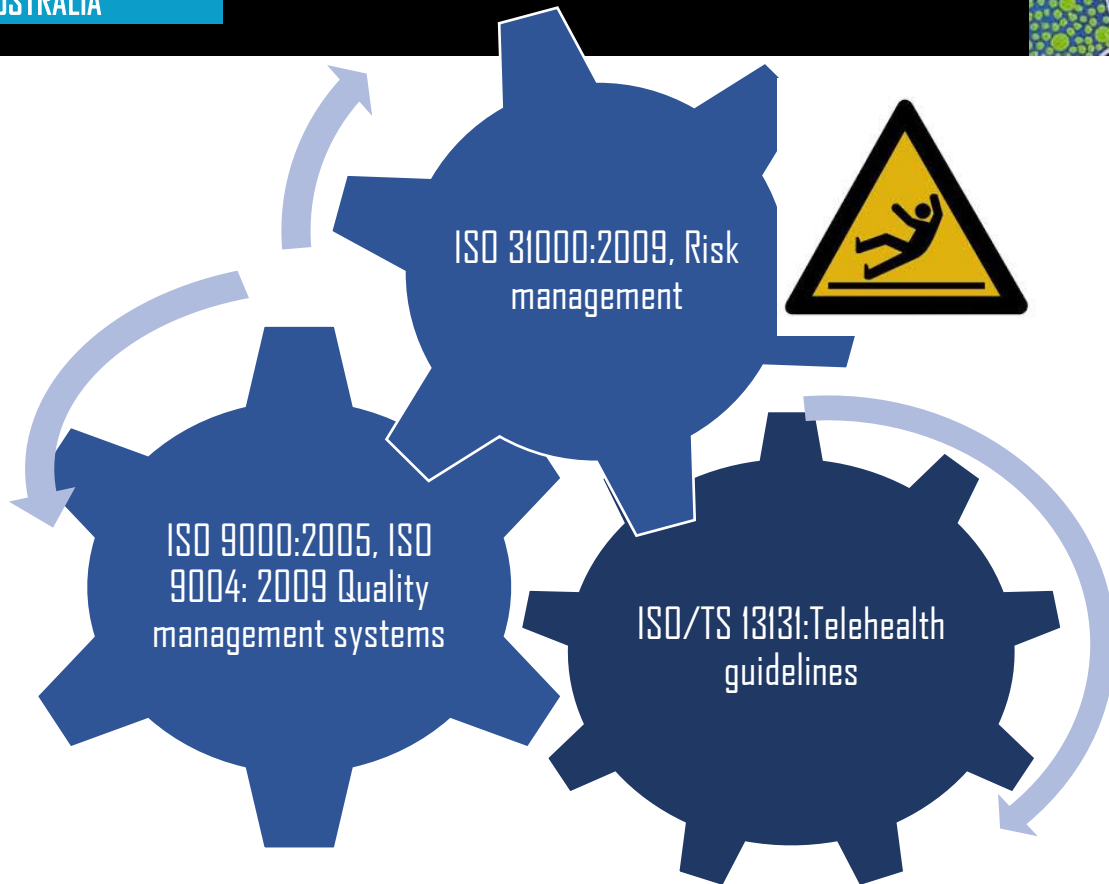 ISO 31000:2009, Risk
management
ISO 9000:2005, ISO
9004: 2009 Quality
management systems
ISO/TS 13131:Telehealth
guidelines